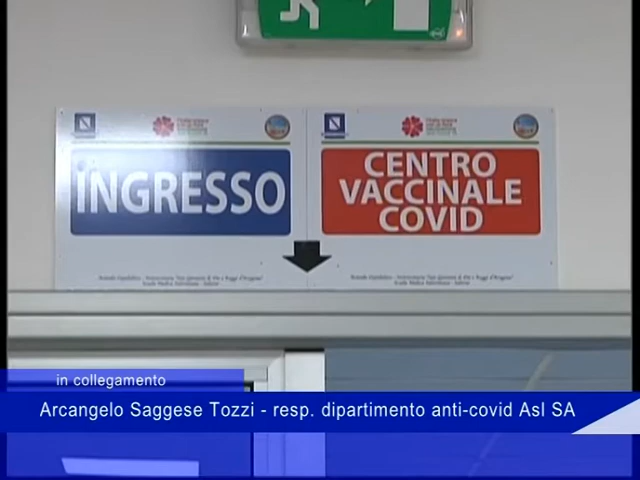 INGRESSO
CENTRO
VACCINALE
COVID
in collegamento
Arcangelo Saggese Tozzi - resp. dipartimento anti-covid Asl SA